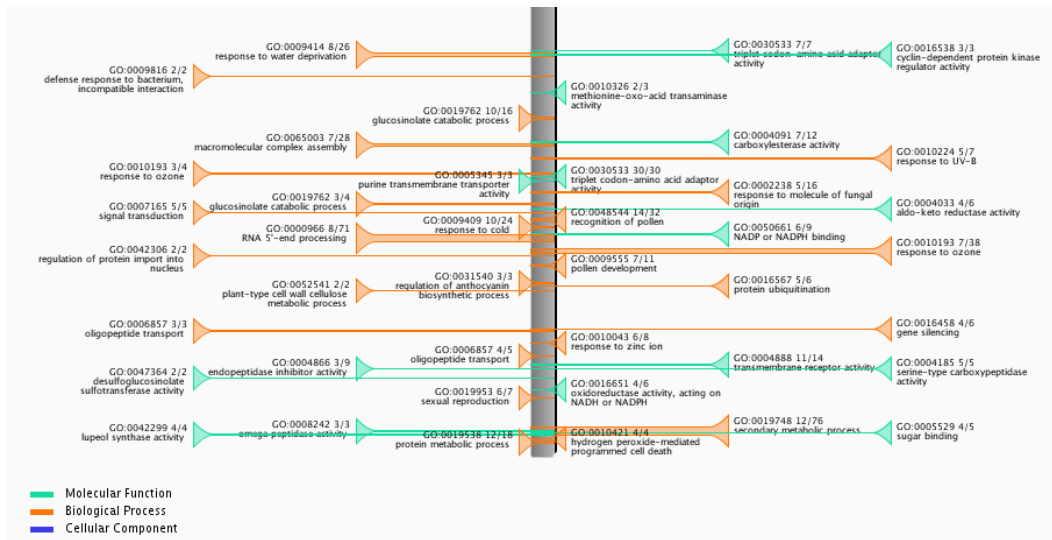 GO:0009414 8/26
response to water deprivation
GO:0009816 2/2
defense response to bacterium,
incompatible interaction
GO:0019762 10/16
glucosinolate catabolic process
GO:0065003 7/28
macromolecular complex assembly
GO:0010193 3/4
response to ozone
GO:0005345 3/3
purine transmembrane transporter
activity
GO:0019762 3/4
glucosinolate catabolic process
GO:0007165 5/5
signal transduction
GO:0009409 10/24
response to cold
GO:0000966 8/71
RNA 5'-end processing
GO:0042306 2/2
regulation of protein import into
nucleus
GO:0031540 3/3
regulation of anthocyanin
biosynthetic process
GO:0052541 2/2
plant-type cell wall cellulose
metabolic process
GO:0006857 3/3
oligopeptide transport
GO:0006857 4/5
oligopeptide transport
GO:0004866 3/9
endopeptidase inhibitor activity
GO:0047364 2/2
desulfoglucosinolate
sulfotransferase activity
GO:0019953 6/7
sexual reproduction
GO:0042299 4/4
lupeol synthase activity
GO:0008242 3/3
omega peptidase activity
GO:0019538 12/18
protein metabolic process
GO:0030533 7/7
triplet codon-amino acid adaptor
activity
GO:0016538 3/3
cyclin-dependent protein kinase
regulator activity
GO:0010326 2/3
methionine-oxo-acid transaminase
activity
GO:0004091 7/12
carboxylesterase activity
GO:0010224 5/7
response to UV-B
GO:0030533 30/30
triplet codon-amino acid adaptor
activity
GO:0002238 5/16
response to molecule of fungal
origin
GO:0004033 4/6
aldo-keto reductase activity
GO:0048544 14/32
recognition of pollen
GO:0050661 6/9
NADP or NADPH binding
GO:0010193 7/38
response to ozone
GO:0009555 7/11
pollen development
GO:0016567 5/6
protein ubiquitination
GO:0016458 4/6
gene silencing
GO:0010043 6/8
response to zinc ion
GO:0004888 11/14
transmembrane receptor activity
GO:0004185 5/5
serine-type carboxypeptidase
activity
GO:0016651 4/6
oxidoreductase activity, acting on
NADH or NADPH
GO:0019748 12/76
secondary metabolic process
GO:0005529 4/5
sugar binding
GO:0010421 4/4
hydrogen peroxide-mediated
programmed cell death
Molecular Function
Biological Process
Cellular Component